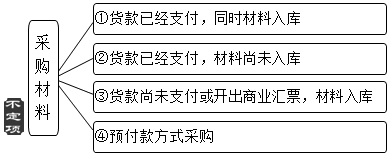 采购材料
不定项
①货款已经支付，同时材料入库
②货款已经支付，材料尚未入库
③货款尚未支付或开出商业汇票，材料入库
④预付款方式采购